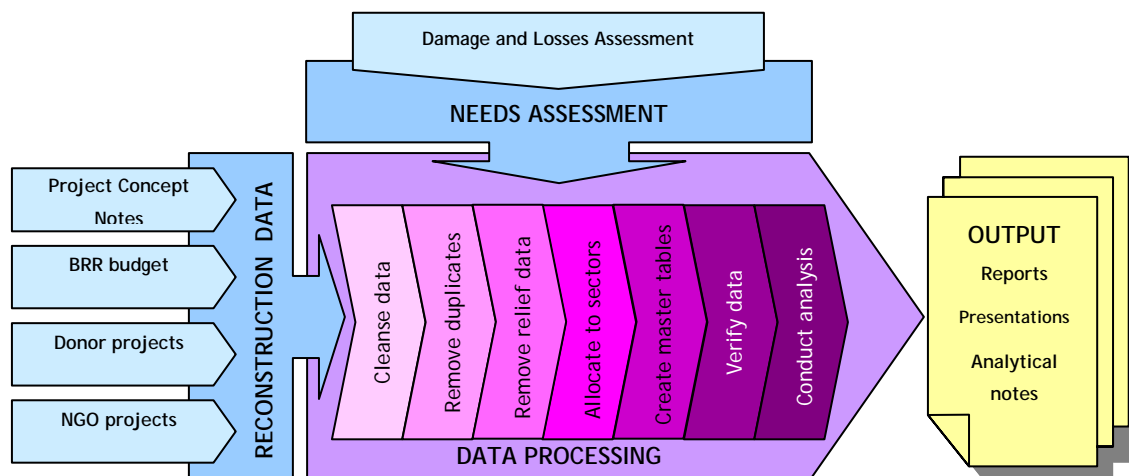 Damage and Losses Assessment
NEEDS ASSESSMENT
Project Concept
Notes
BRR budget
Donor projects
NGO projects
RECONSTRUCTION DATA
Cleanse data
Remove duplicates
Remove relief data
Allocate to sectors
Create master tables
Verify data
Conduct analysis
DATA PROCESSING
OUTPUT
Reports
Presentations
Analytical
notes